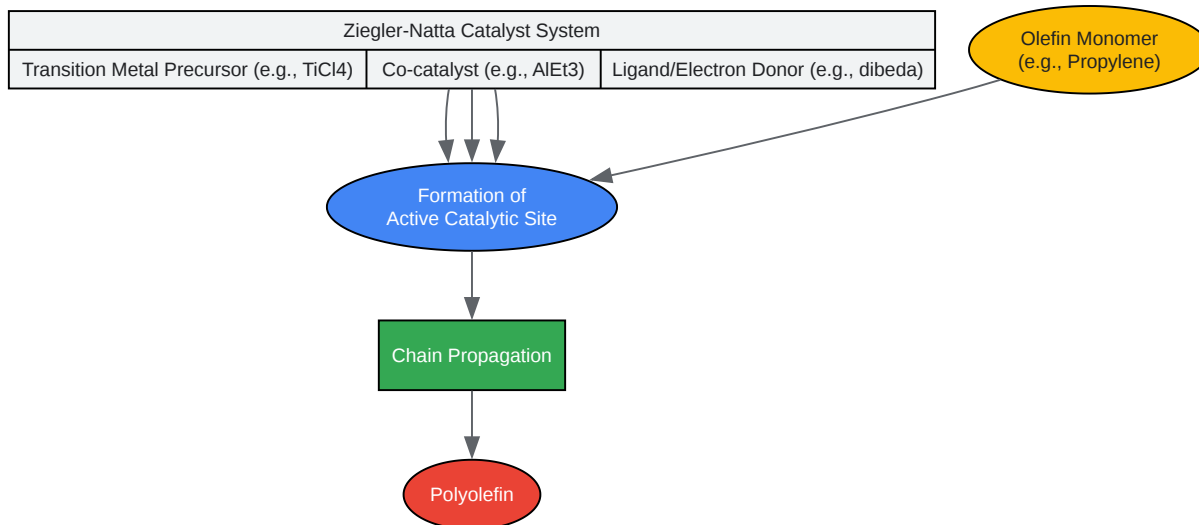 Ziegler-Natta Catalyst System
Transition Metal Precursor (e.g., TiCl4)
Co-catalyst (e.g., AlEt3)
Ligand/Electron Donor (e.g., dibeda)
Olefin Monomer
(e.g., Propylene)
Formation of
Active Catalytic Site
Chain Propagation
Polyolefin